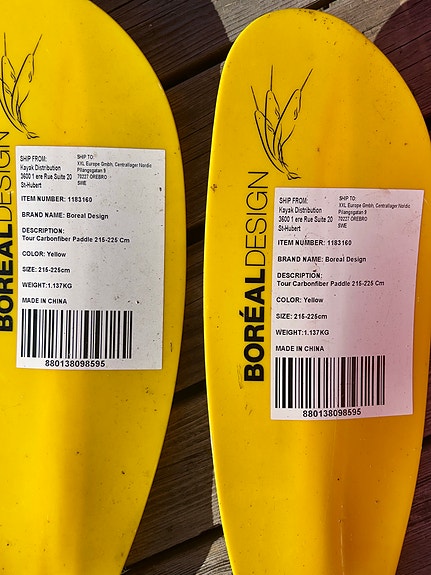 BORÉALDESIGN
SHIP FROM:
Kayak Distribution
3600 1 ere Rue Suite 20
St-Hubert
SHIP TO:
XXL Europe Gmbh, Centrallager Nordic
Pilangsgatan 9
70227 OREBRO
SWE
ITEM NUMBER: 1183160
BRAND NAME: Boreal Design
DESCRIPTION:
Tour Carbonfiber Paddle 215-225 Cm
COLOR: Yellow
SIZE: 215-225cm
WEIGHT:1.137KG
MADE IN CHINA
880138098595
BORÉALDESIGN
SHIP FROM:
Kayak Distribution
3600 1 ere Rue Suite 20
St-Hubert
SHIP TO:
XXL Europe Gmbh, Centrallager Nordic
Pilangsgatan 9
70227 OREBRO
SWE
ITEM NUMBER: 1183160
BRAND NAME: Boreal Design
DESCRIPTION:
Tour Carbonfiber Paddle 215-225 Cm
COLOR: Yellow
SIZE: 215-225cm
WEIGHT:1.137KG
MADE IN CHINA
880138098595